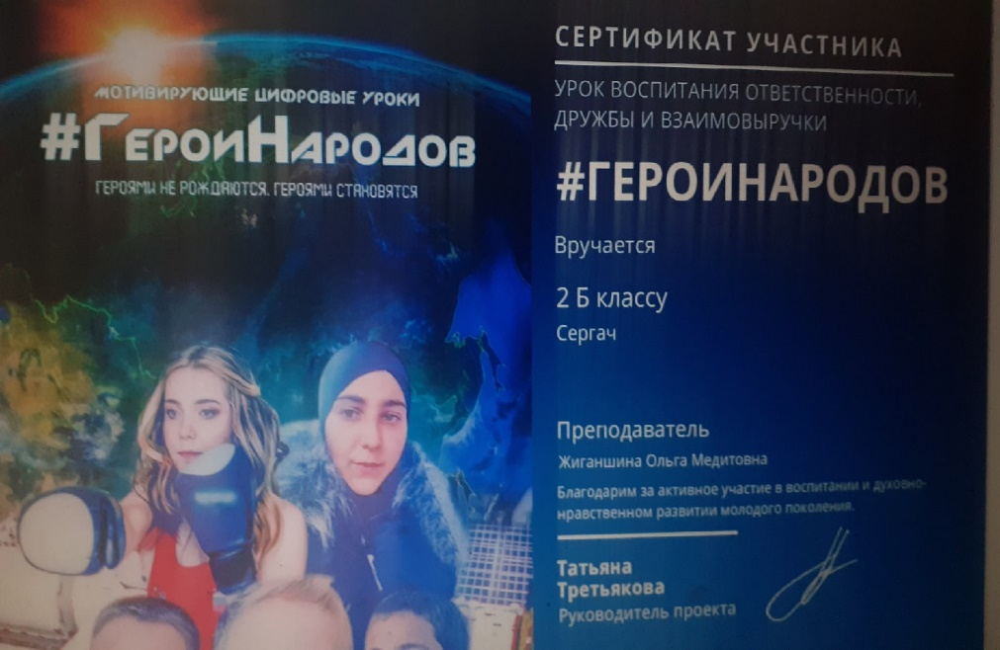 МОТИВИРУЮЩИЕ ЦИФРОВЫЕ УРОКИ
#ГЕРОИНАРОДОВ
ГЕРОЯМИ НЕ РОЖДАЮТСЯ. ГЕРОЯМИ СТАНОВЯТСЯ
СЕРТИФИКАТ УЧАСТНИКА
УРОК ВОСПИТАНИЯ ОТВЕТСТВЕННОСТИ,
ДРУЖБЫ И ВЗАИМОВЫРУЧКИ
#ГЕРОИНАРОДОВ
Вручается
2 Б классу
Сергач
Преподаватель
Жиганшина Ольга Медитовна
Благодарим за активное участие в воспитании и духовно-
нравственном развитии молодого поколения.
Татьяна
Третьякова
Руководитель проекта